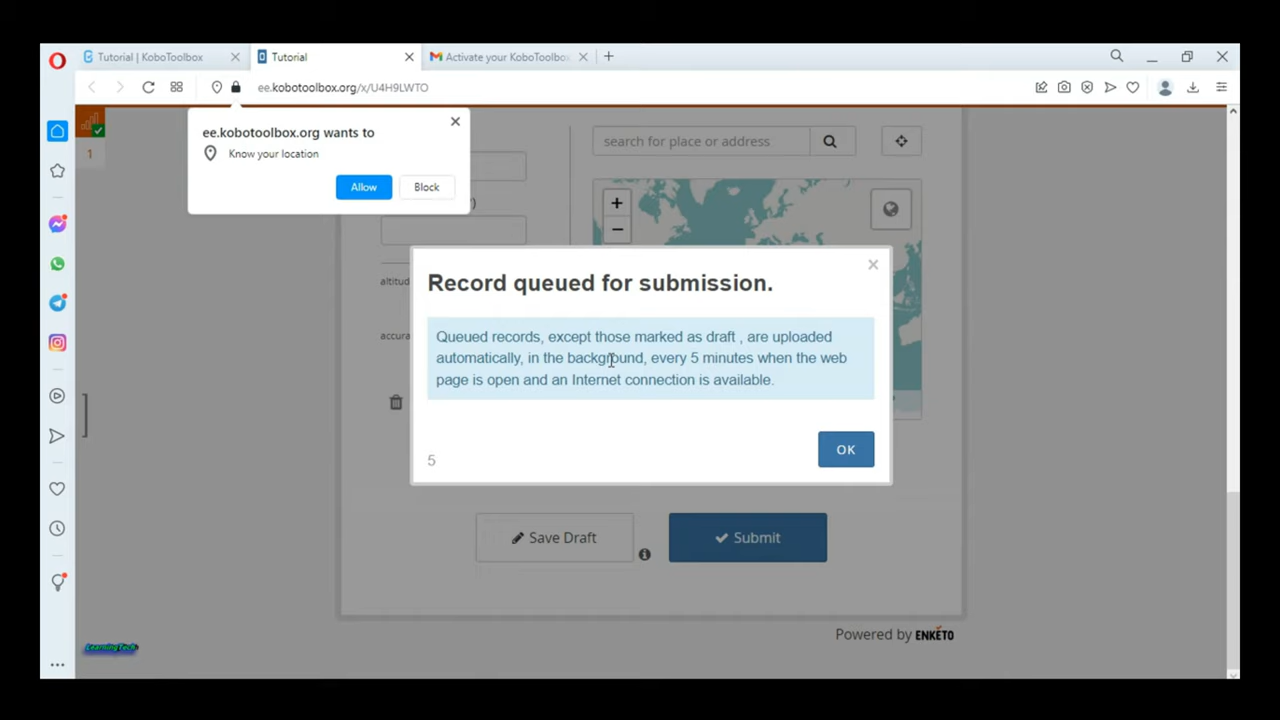 Tutorial | KoboToolbox
Tutorial
Activate your KoboToolbox
ee.kobotoolbox.org/x/U4H9LWTO
ee.kobotoolbox.org wants to
Know your location
Allow
Block
1
search for place or address
")
+
−
altitud
accura
Record queued for submission.
Queued records, except those marked as draft , are uploaded
automatically, in the background, every 5 minutes when the web
page is open and an Internet connection is available.
5
OK
Save Draft
Submit
Powered by ENKETO
LearningTech